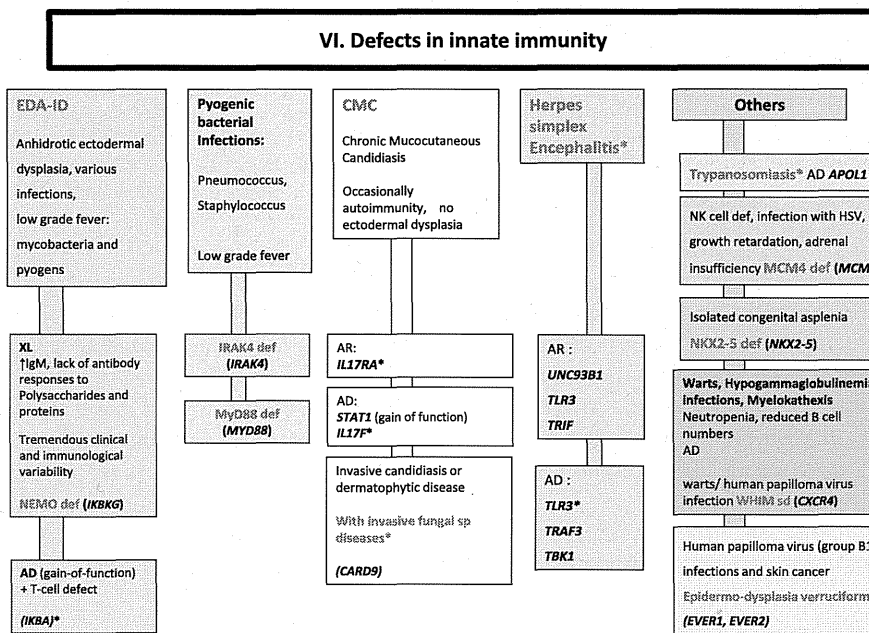 VI. Defects in innate immunity
EDA-ID
Anhidrotic ectodermal
dysplasia, various
infections,
low grade fever:
mycobacteria and
pyogens
XL
↑IgM, lack of antibody
responses to
Polysaccharides and
proteins
Tremendous clinical
and immunological
variability
NEMO def (IKBKG)
AD (gain-of-function)
+ T-cell defect
(IKBA)*
Pyogenic
bacterial
Infections:
Pneumococcus,
Staphylococcus
Low grade fever
IRAK4 def
(IRAK4)
MyD88 def
(MYD88)
CMC
Chronic Mucocutaneous
Candidiasis
Occasionally
autoimmunity, no
ectodermal dysplasia
AR:
IL17RA*
AD:
STAT1 (gain of function)
IL17F*
Invasive candidiasis or
dermatophytic disease
With invasive fungal sp
diseases*
(CARD9)
Herpes
simplex
Encephalitis*
AR :
UNC93B1
TLR3
TRIF
AD :
TLR3*
TRAF3
TBK1
Others
Trypanosomiasis* AD APOL1
NK cell def, infection with HSV,
growth retardation, adrenal
insufficiency MCM4 def (MCM
Isolated congenital asplenia
NKX2-5 def (NKX2-5)
Warts, Hypogammaglobulinemi
infections, Myelokathexis
Neutropenia, reduced B cell
numbers
AD
warts/ human papilloma virus
infection WHIM sd (CXCR4)
Human papilloma virus (group B1
infections and skin cancer
Epidermo-dysplasia verruciform
(EVER1, EVER2)